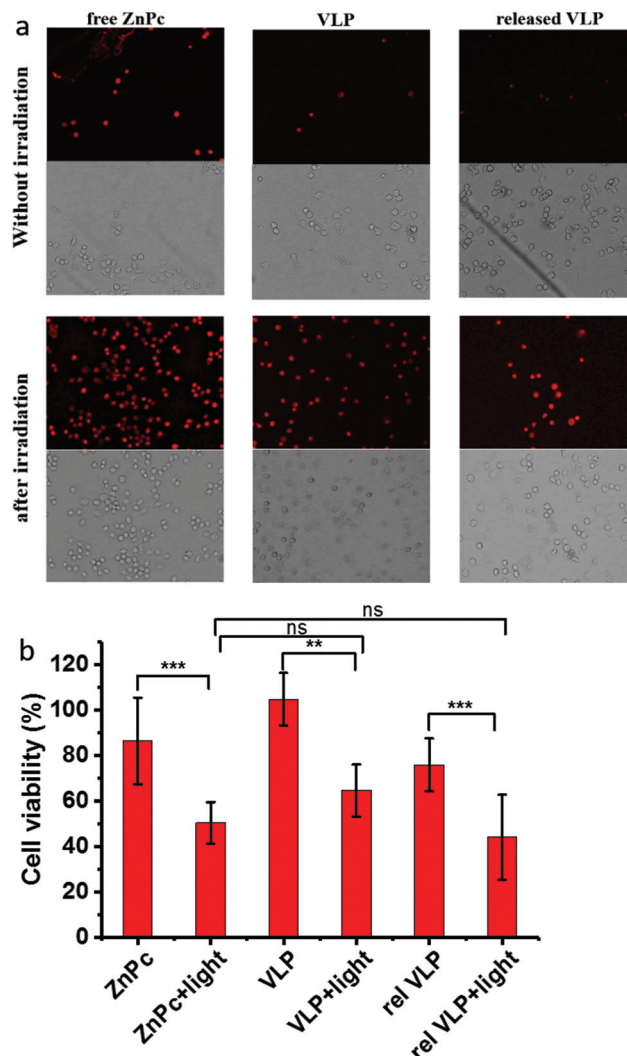 a
free ZnPc VLP released VLP
Without irradiation
after irradiation
b
ns
ns
*** ** ***
Cell viability (%)
120
100
80
60
40
20
0
ZnPc ZnPc+light VLP VLP+light rel VLP rel VLP+light